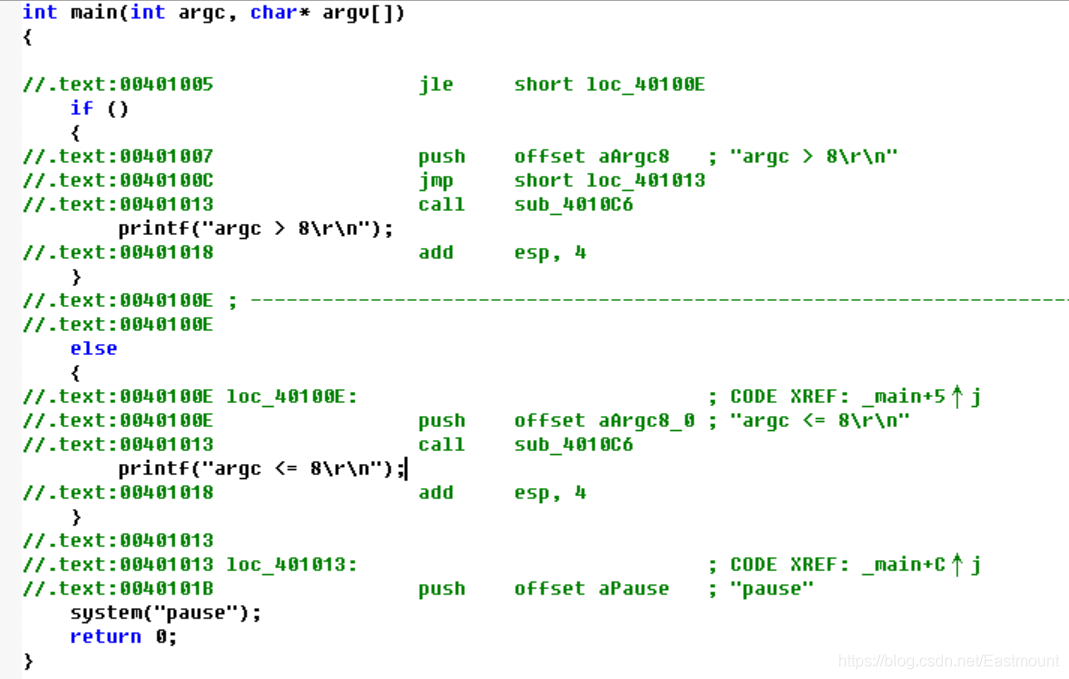 int main(int argc, char* argv[])
{
//.text:00401005                 jle     short loc_40100E
    if ()
    {
//.text:00401007                 push    offset aArgc8   ; "argc > 8\r\n"
//.text:0040100C                 jmp     short loc_401013
//.text:00401013                 call    sub_4010C6
        printf("argc > 8\r\n");
//.text:00401018                 add     esp, 4
    }
//.text:0040100E ; ---------------------------------------------------------------------
//.text:0040100E
    else
    {
//.text:0040100E loc_40100E:                             ; CODE XREF: _main+5↑j
//.text:0040100E                 push    offset aArgc8_0 ; "argc <= 8\r\n"
//.text:00401013                 call    sub_4010C6
        printf("argc <= 8\r\n");
//.text:00401018                 add     esp, 4
    }
//.text:00401013
//.text:00401013 loc_401013:                             ; CODE XREF: _main+C↑j
//.text:0040101B                 push    offset aPause   ; "pause"
    system("pause");
    return 0;
}
https://blog.csdn.net/Eastmount